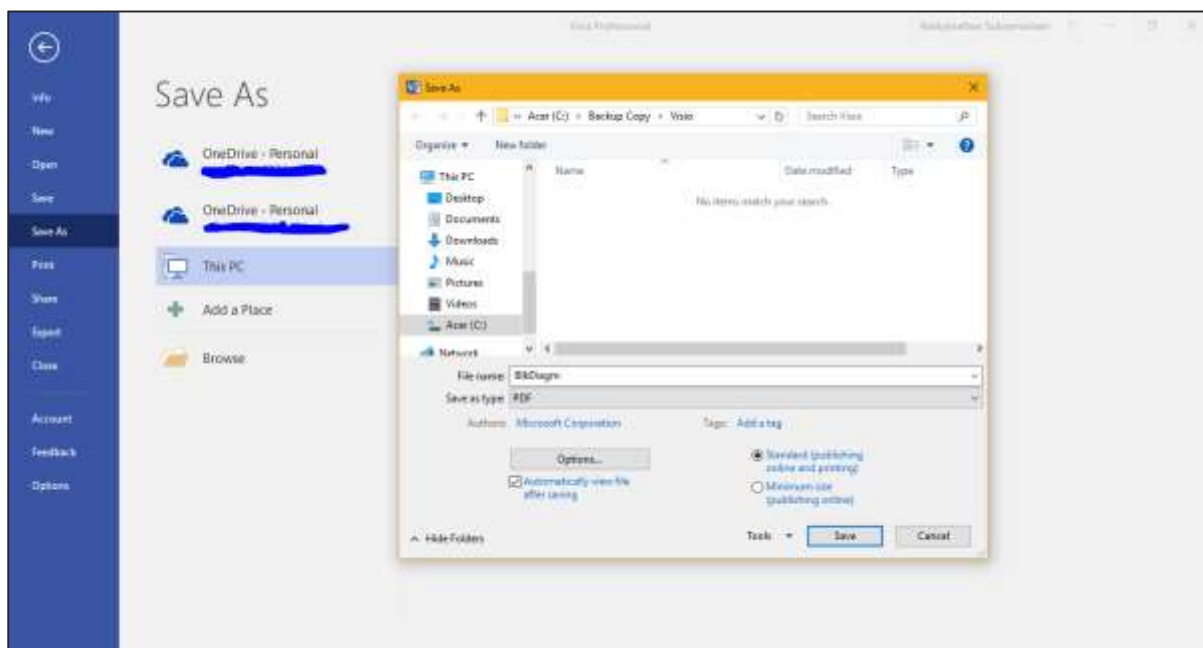 Visio Professional
Info
New
Open
Save
Save As
Print
Share
Export
Close
Account
Feedback
Options
Save As
OneDrive - Personal
OneDrive - Personal
This PC
Add a Place
Browse
Save As
« Acer (C:) › Backup Copy › Visio
Search Visio
Organize
New folder
Name
Date modified
Type
No items match your search.
This PC
Desktop
Documents
Downloads
Music
Pictures
Videos
Acer (C:)
Network
File name: BlkDiagm
Save as type: PDF
Authors: Microsoft Corporation
Tags: Add a tag
Options...
Automatically view file
after saving
Standard (publishing
online and printing)
Minimum size
(publishing online)
Hide Folders
Tools
Save
Cancel